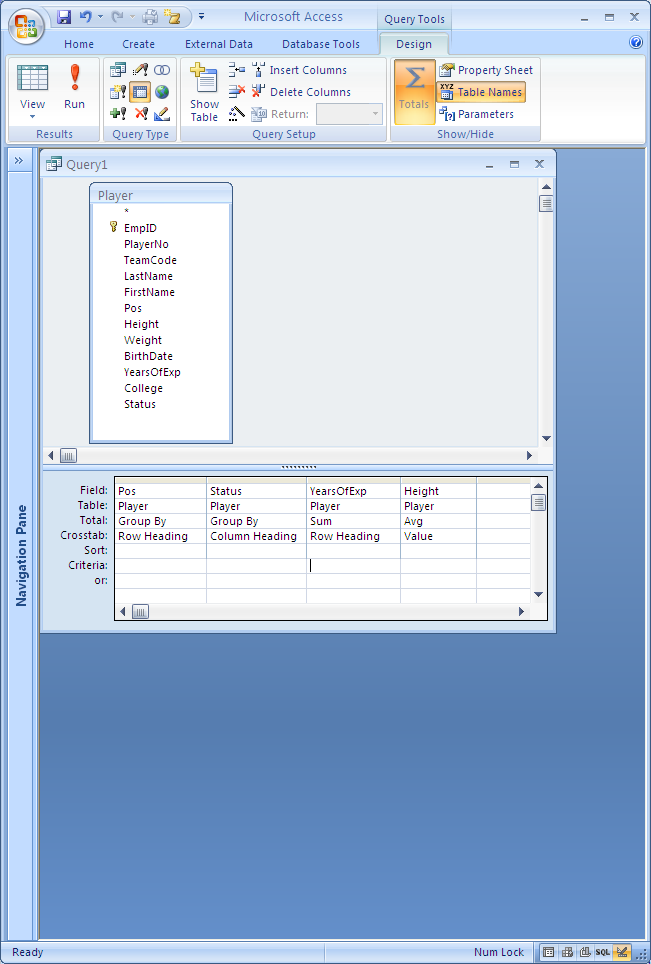 Microsoft Access
Query Tools
Home Create External Data Database Tools Design
View
Run
Results
Query Type
Show
Table
Insert Columns
Delete Columns
Return:
Query Setup
Σ
Totals
Property Sheet
XYZ Table Names
Parameters
Show/Hide
»
Navigation Pane
Query1
Player
*
EmpID
PlayerNo
TeamCode
LastName
FirstName
Pos
Height
Weight
BirthDate
YearsOfExp
College
Status
Field: Pos Status YearsOfExp Height
Table: Player Player Player Player
Total: Group By Group By Sum Avg
Crosstab: Row Heading Column Heading Row Heading Value
Sort:
Criteria:
or:
Ready
Num Lock
SQL